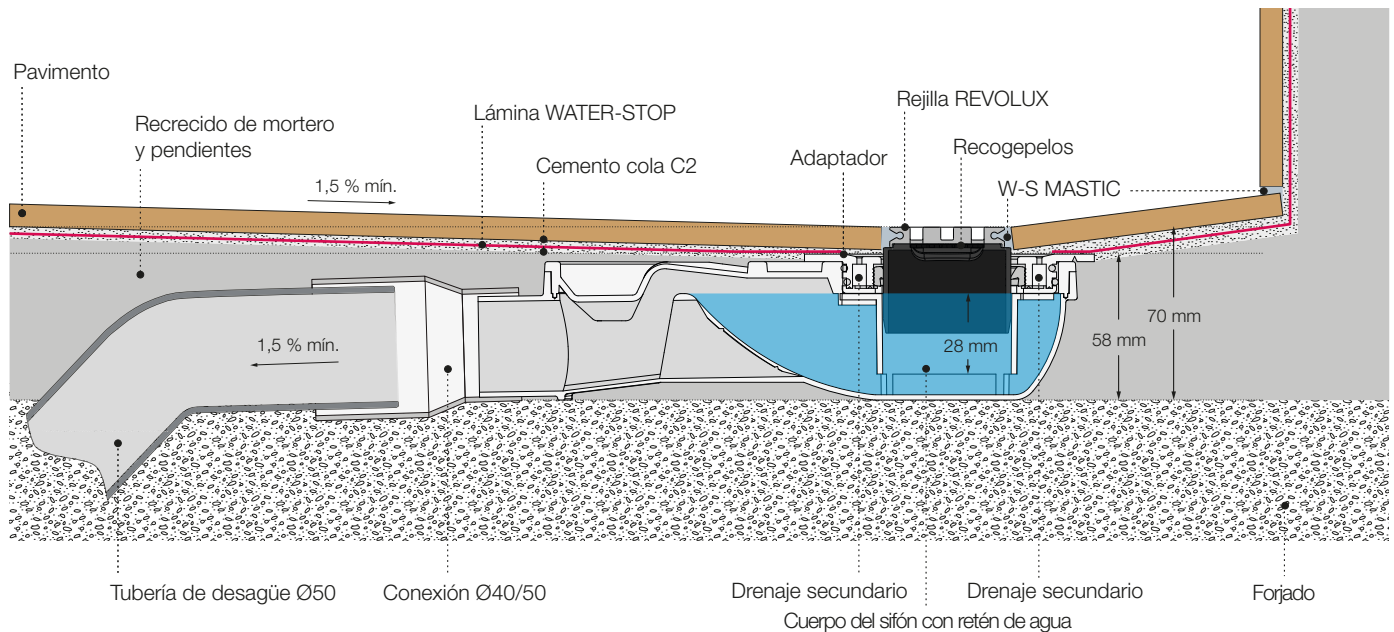 Pavimento
Recrecido de mortero
y pendientes
Lámina WATER-STOP
Cemento cola C2
Rejilla REVOLUX
Adaptador
Recogepelos
W-S MASTIC
1,5 % mín.
1,5 % mín.
28 mm
58 mm
70 mm
Tubería de desagüe Ø50
Conexión Ø40/50
Drenaje secundario
Drenaje secundario
Cuerpo del sifón con retén de agua
Forjado